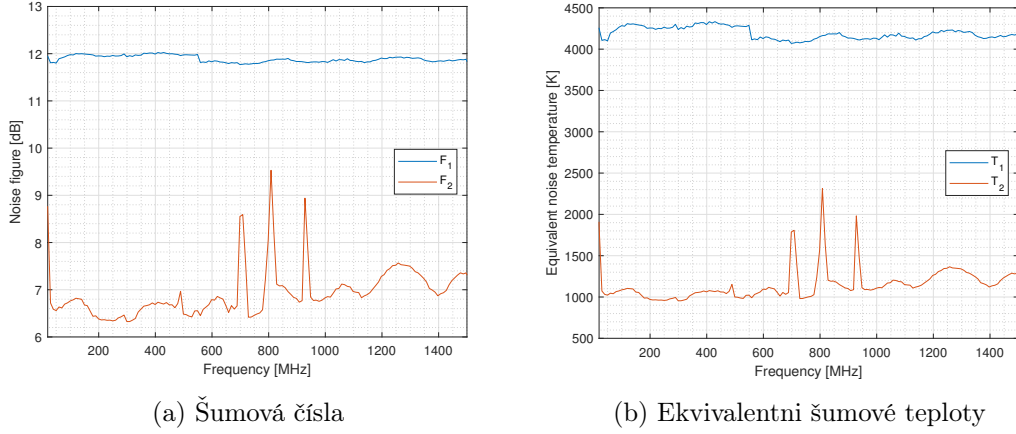 12
11
10
9
8
7
6
Noise figure [dB]
200 400 600 800 1000 1200 1400
Frequency [MHz]
F1
F2
(a) Šumová čísla
4500
4000
3500
3000
2500
2000
1500
1000
500
Equivalent noise temperature [K]
200 400 600 800 1000 1200 1400
Frequency [MHz]
T1
T2
(b) Ekvivalentni šumové teploty